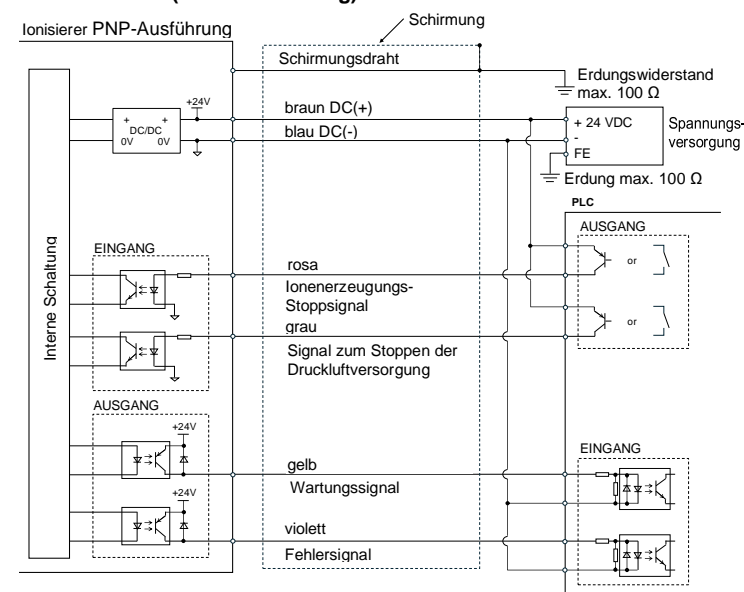 Schirmung
Ionisierer PNP-Ausführung
Schirmungsdraht
Erdungswiderstand
max. 100 Ω
+24V
braun DC(+)
blau DC(-)
+ +
DC/DC
0V 0V
+ 24 VDC
-
FE
Spannungs-
versorgung
Erdung max. 100 Ω
PLC
AUSGANG
Interne Schaltung
EINGANG
rosa
or
Ionenerzeugungs-
Stoppsignal
grau
or
Signal zum Stoppen der
Druckluftversorgung
AUSGANG
+24V
EINGANG
gelb
Wartungssignal
+24V
violett
Fehlersignal